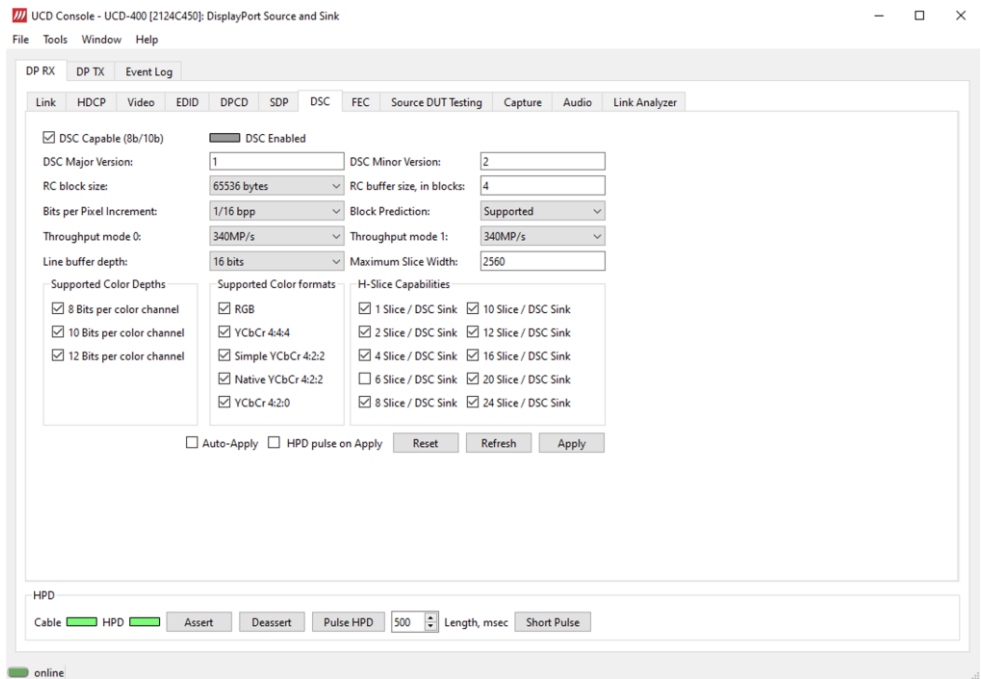 UCD Console - UCD-400 [2124C450]: DisplayPort Source and Sink
File Tools Window Help
DP RX DP TX Event Log
Link HDCP Video EDID DPCD SDP DSC FEC Source DUT Testing Capture Audio Link Analyzer
DSC Capable (8b/10b) DSC Enabled
DSC Major Version: 1 DSC Minor Version: 2
RC block size: 65536 bytes RC buffer size, in blocks: 4
Bits per Pixel Increment: 1/16 bpp Block Prediction: Supported
Throughput mode 0: 340MP/s Throughput mode 1: 340MP/s
Line buffer depth: 16 bits Maximum Slice Width: 2560
Supported Color Depths Supported Color formats H-Slice Capabilities
8 Bits per color channel RGB 1 Slice / DSC Sink 10 Slice / DSC Sink
10 Bits per color channel YCbCr 4:4:4 2 Slice / DSC Sink 12 Slice / DSC Sink
12 Bits per color channel Simple YCbCr 4:2:2 4 Slice / DSC Sink 16 Slice / DSC Sink
Native YCbCr 4:2:2 6 Slice / DSC Sink 20 Slice / DSC Sink
YCbCr 4:2:0 8 Slice / DSC Sink 24 Slice / DSC Sink
Auto-Apply HPD pulse on Apply Reset Refresh Apply
HPD
Cable HPD Assert Deassert Pulse HPD 500 Length, msec Short Pulse
online